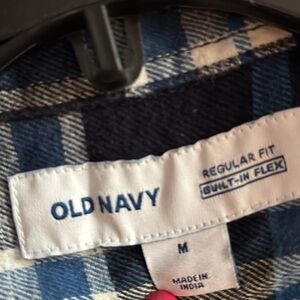 OLD NAVY
REGULAR FIT
BUILT-IN FLEX
M
MADE IN
INDIA